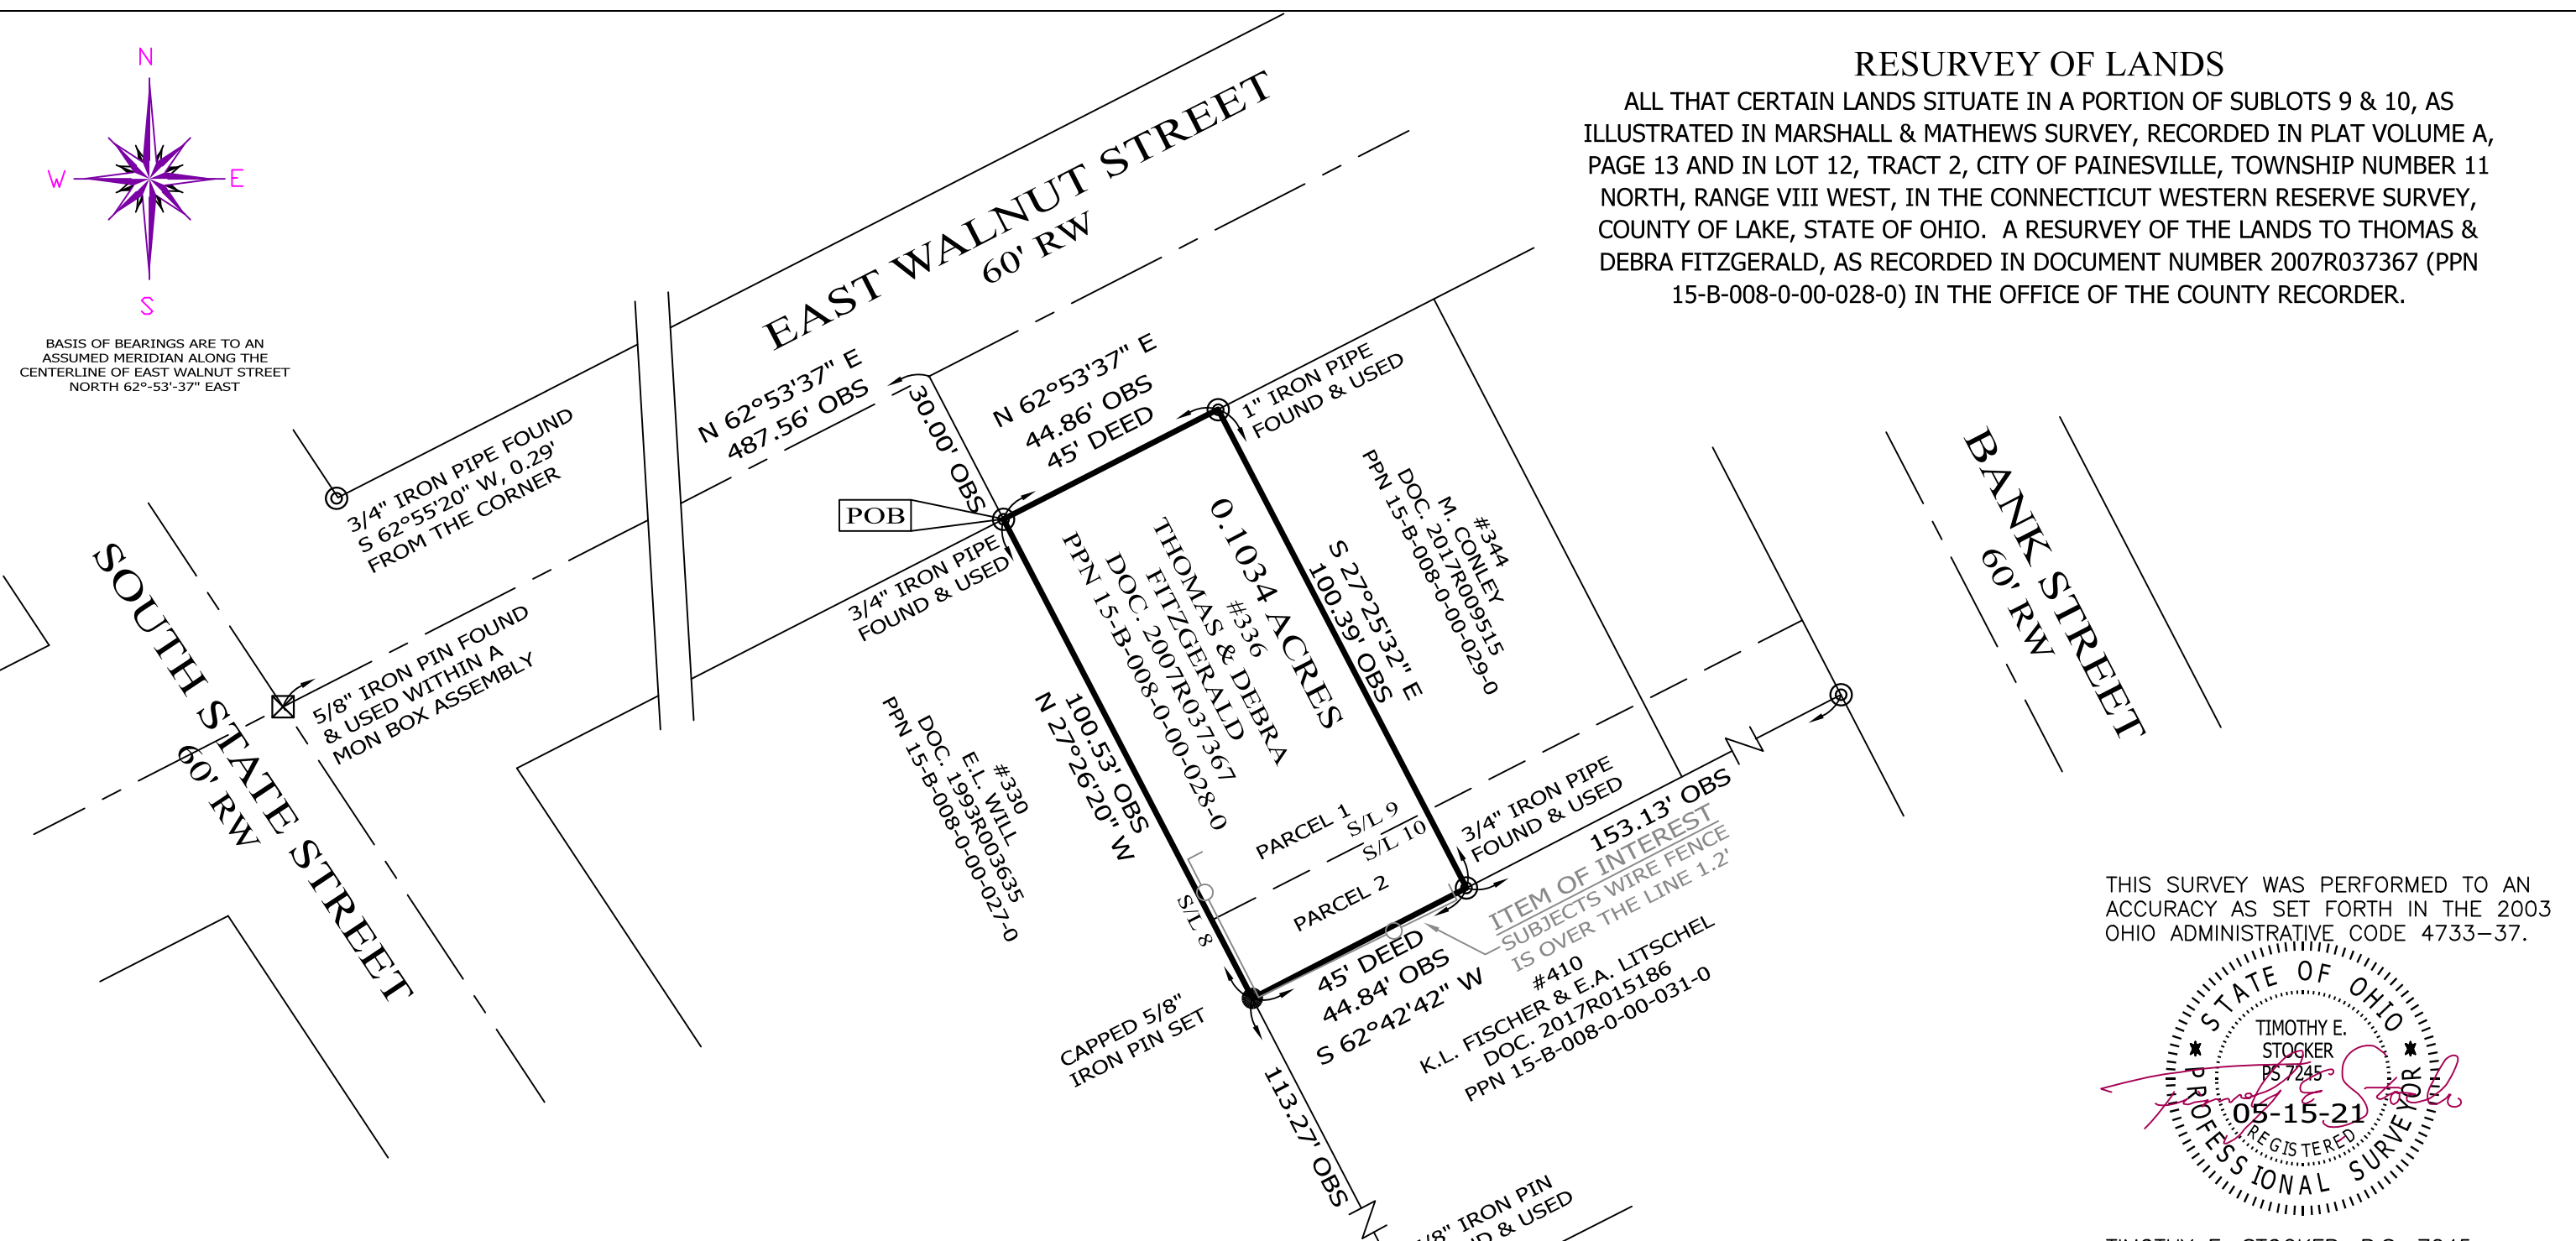 RESURVEY OF LANDS
ALL THAT CERTAIN LANDS SITUATE IN A PORTION OF SUBLOTS 9 & 10, AS
ILLUSTRATED IN MARSHALL & MATHEWS SURVEY, RECORDED IN PLAT VOLUME A,
PAGE 13 AND IN LOT 12, TRACT 2, CITY OF PAINESVILLE, TOWNSHIP NUMBER 11
NORTH, RANGE VIII WEST, IN THE CONNECTICUT WESTERN RESERVE SURVEY,
COUNTY OF LAKE, STATE OF OHIO. A RESURVEY OF THE LANDS TO THOMAS &
DEBRA FITZGERALD, AS RECORDED IN DOCUMENT NUMBER 2007R037367 (PPN
15-B-008-0-00-028-0) IN THE OFFICE OF THE COUNTY RECORDER.
N
W
E
S
BASIS OF BEARINGS ARE TO AN
ASSUMED MERIDIAN ALONG THE
CENTERLINE OF EAST WALNUT STREET
NORTH 62°-53'-37" EAST
EAST WALNUT STREET
60' RW
N 62°53'37" E
487.56' OBS
30.00' OBS
N 62°53'37" E
44.86' OBS
45' DEED
1" IRON PIPE
FOUND & USED
3/4" IRON PIPE FOUND
S 62°55'20" W, 0.29'
FROM THE CORNER
POB
3/4" IRON PIPE
FOUND & USED
5/8" IRON PIN FOUND
& USED WITHIN A
MON BOX ASSEMBLY
SOUTH STATE STREET
60' RW
BANK STREET
60' RW
#344
M. CONLEY
DOC. 2017R009515
PPN 15-B-008-0-00-029-0
S 27°25'32" E
100.39' OBS
0.1034 ACRES
#336
THOMAS & DEBRA
FITZGERALD
DOC. 2007R037367
PPN 15-B-008-0-00-028-0
100.53' OBS
N 27°26'20" W
#330
E.L. WILL
DOC. 1993R003635
PPN 15-B-008-0-00-027-0
PARCEL 1
S/L 9
S/L 10
PARCEL 2
S/L 8
3/4" IRON PIPE
FOUND & USED
153.13' OBS
ITEM OF INTEREST
SUBJECTS WIRE FENCE
IS OVER THE LINE 1.2'
45' DEED
44.84' OBS
S 62°42'42" W
#410
K.L. FISCHER & E.A. LITSCHEL
DOC. 2017R015186
PPN 15-B-008-0-00-031-0
CAPPED 5/8"
IRON PIN SET
113.27' OBS
/8" IRON PIN
ND & USED
THIS SURVEY WAS PERFORMED TO AN
ACCURACY AS SET FORTH IN THE 2003
OHIO ADMINISTRATIVE CODE 4733-37.
STATE OF OHIO
TIMOTHY E.
STOCKER
PS 7245
05-15-21
REGISTERED
PROFESSIONAL SURVEYOR